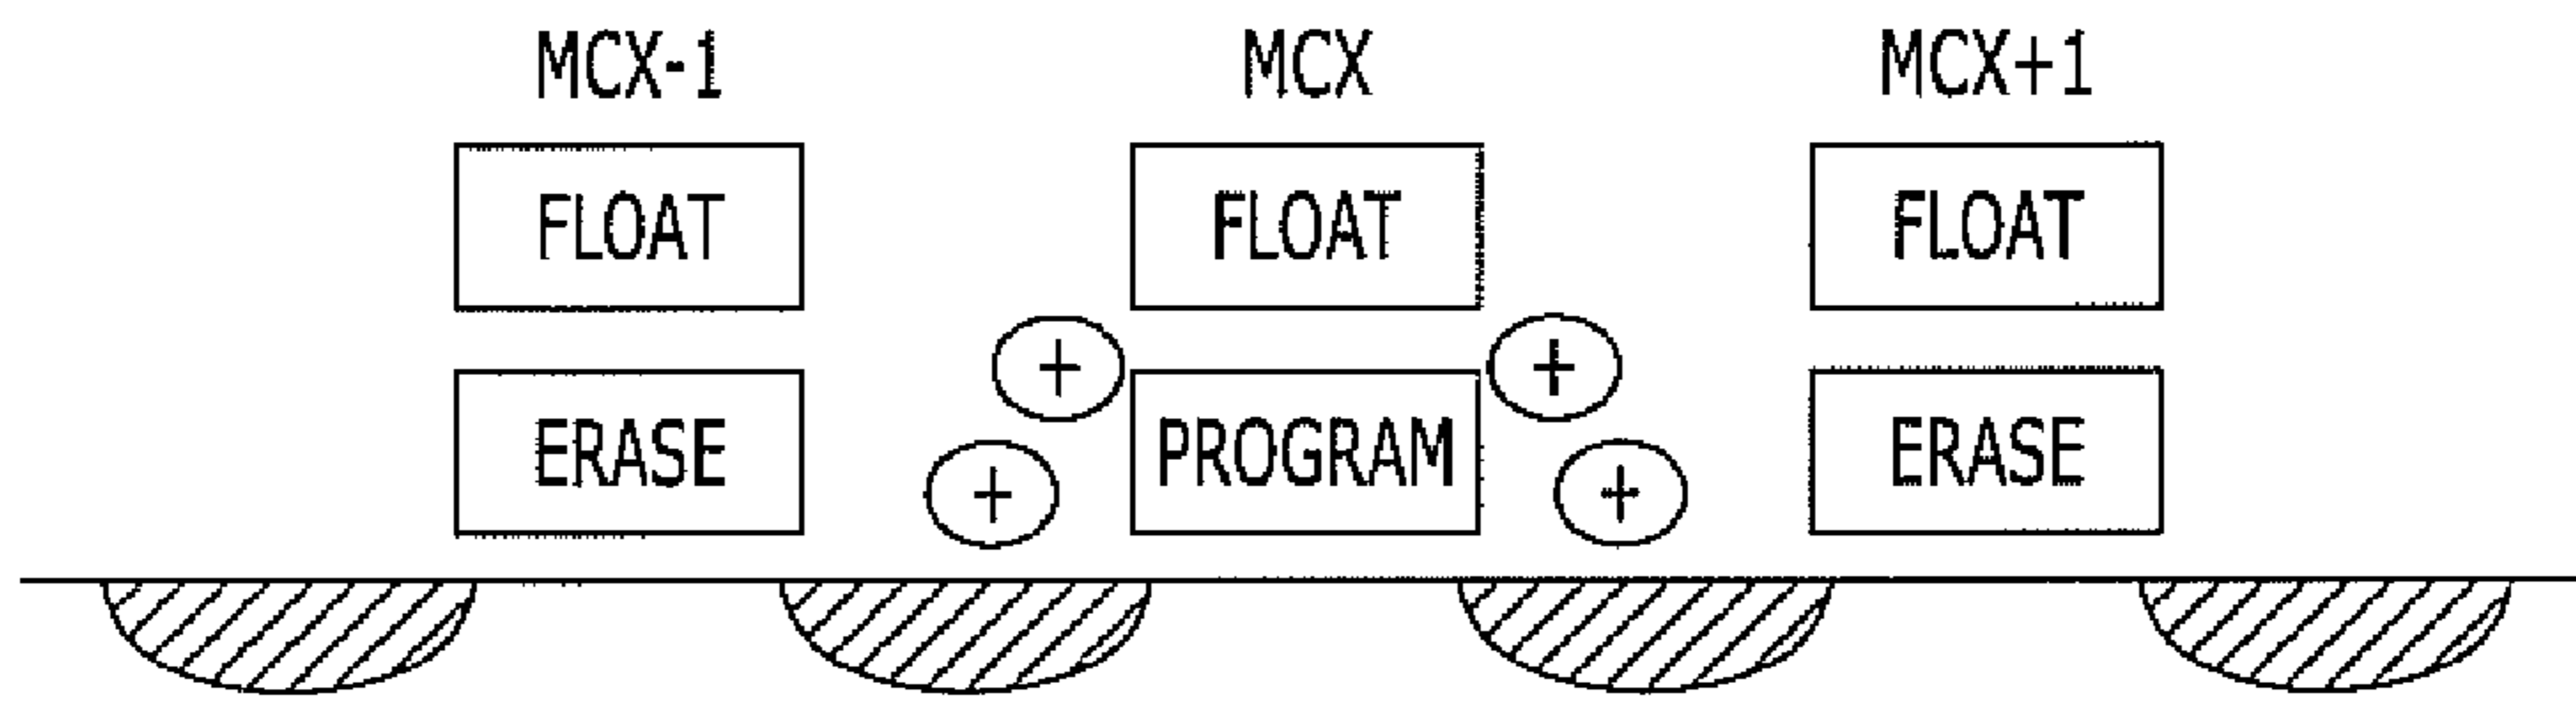 MCX-1 MCX MCX+1
FLOAT FLOAT FLOAT
+ +
ERASE PROGRAM ERASE
+ +